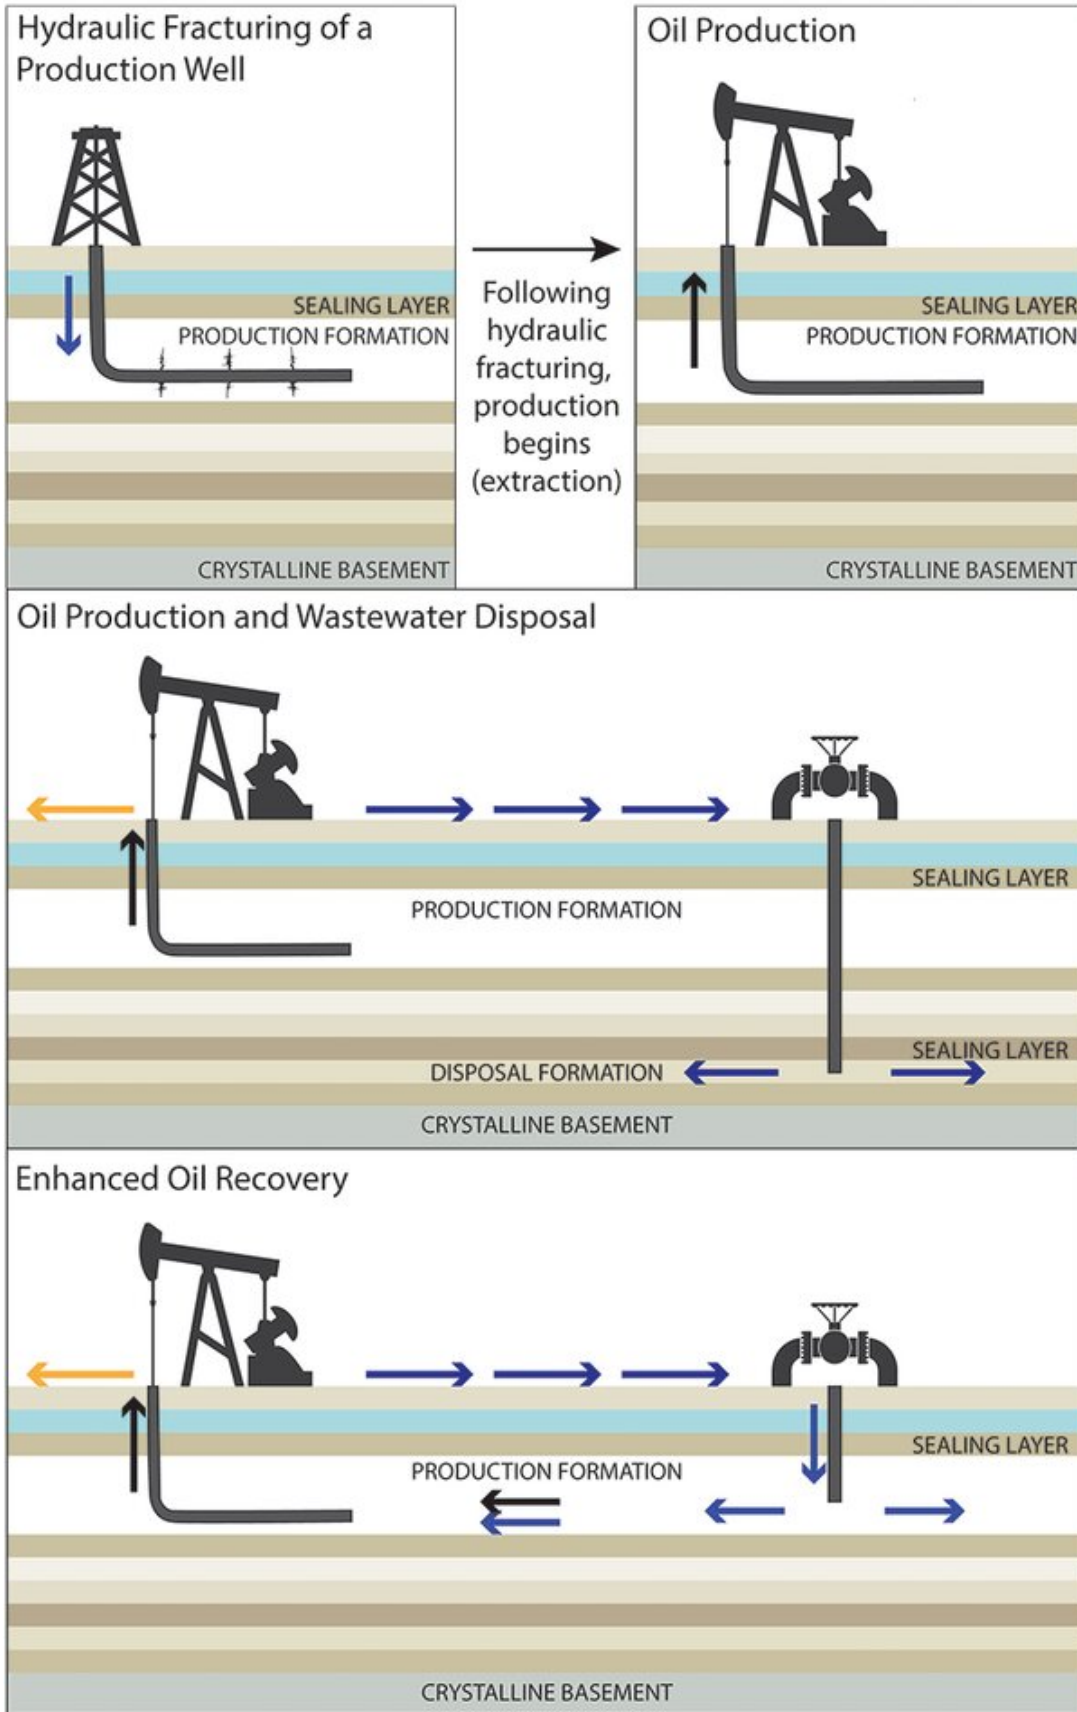 Hydraulic Fracturing of a
Production Well
SEALING LAYER
PRODUCTION FORMATION
CRYSTALLINE BASEMENT
Following
hydraulic
fracturing,
production
begins
(extraction)
Oil Production
SEALING LAYER
PRODUCTION FORMATION
CRYSTALLINE BASEMENT
Oil Production and Wastewater Disposal
SEALING LAYER
PRODUCTION FORMATION
SEALING LAYER
DISPOSAL FORMATION
CRYSTALLINE BASEMENT
Enhanced Oil Recovery
SEALING LAYER
PRODUCTION FORMATION
CRYSTALLINE BASEMENT